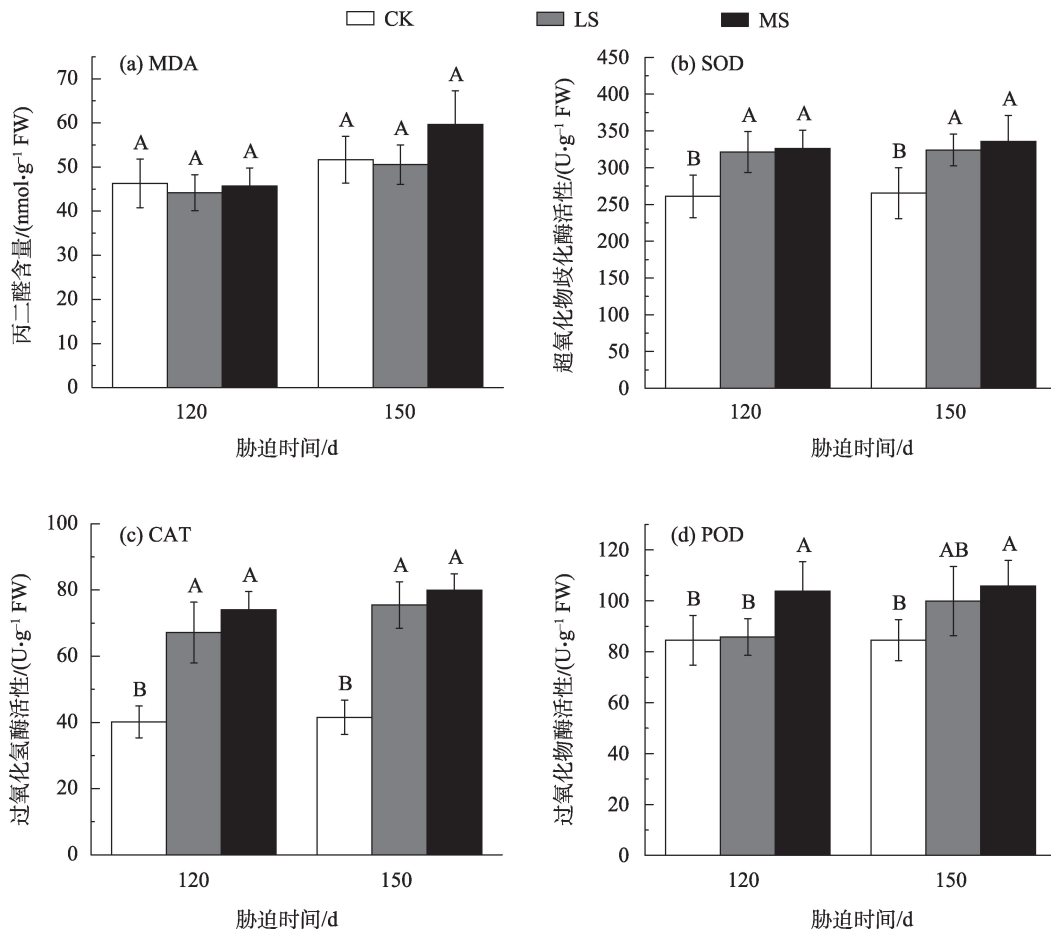 CK LS MS
(a) MDA
70
60
50
40
30
20
10
0
丙二醛含量/(nmol·g⁻¹ FW)
A A A A A A
120 150
胁迫时间/d
(b) SOD
450
400
350
300
250
200
150
100
50
0
超氧化物歧化酶活性/(U·g⁻¹ FW)
B A A B A A
120 150
胁迫时间/d
(c) CAT
100
80
60
40
20
0
过氧化氢酶活性/(U·g⁻¹ FW)
B A A B A A
120 150
胁迫时间/d
(d) POD
120
100
80
60
40
20
0
过氧化物酶活性/(U·g⁻¹ FW)
B B A B AB A
120 150
胁迫时间/d